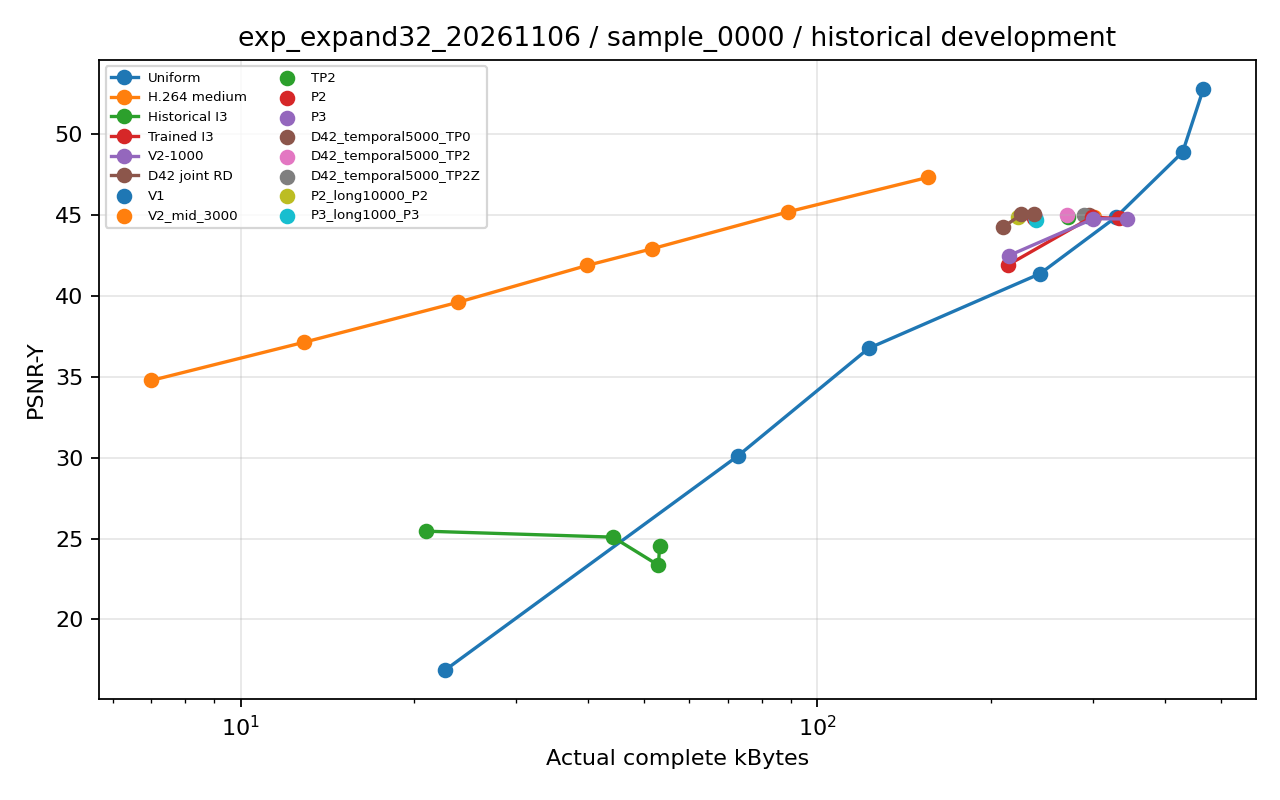 exp_expand32_20261106 / sample_0000 / historical development
Uniform
H.264 medium
Historical I3
Trained I3
V2-1000
D42 joint RD
V1
V2_mid_3000
TP2
P2
P3
D42_temporal5000_TP0
D42_temporal5000_TP2
D42_temporal5000_TP2Z
P2_long10000_P2
P3_long1000_P3
PSNR-Y
50
45
40
35
30
25
20
10¹
10²
Actual complete kBytes